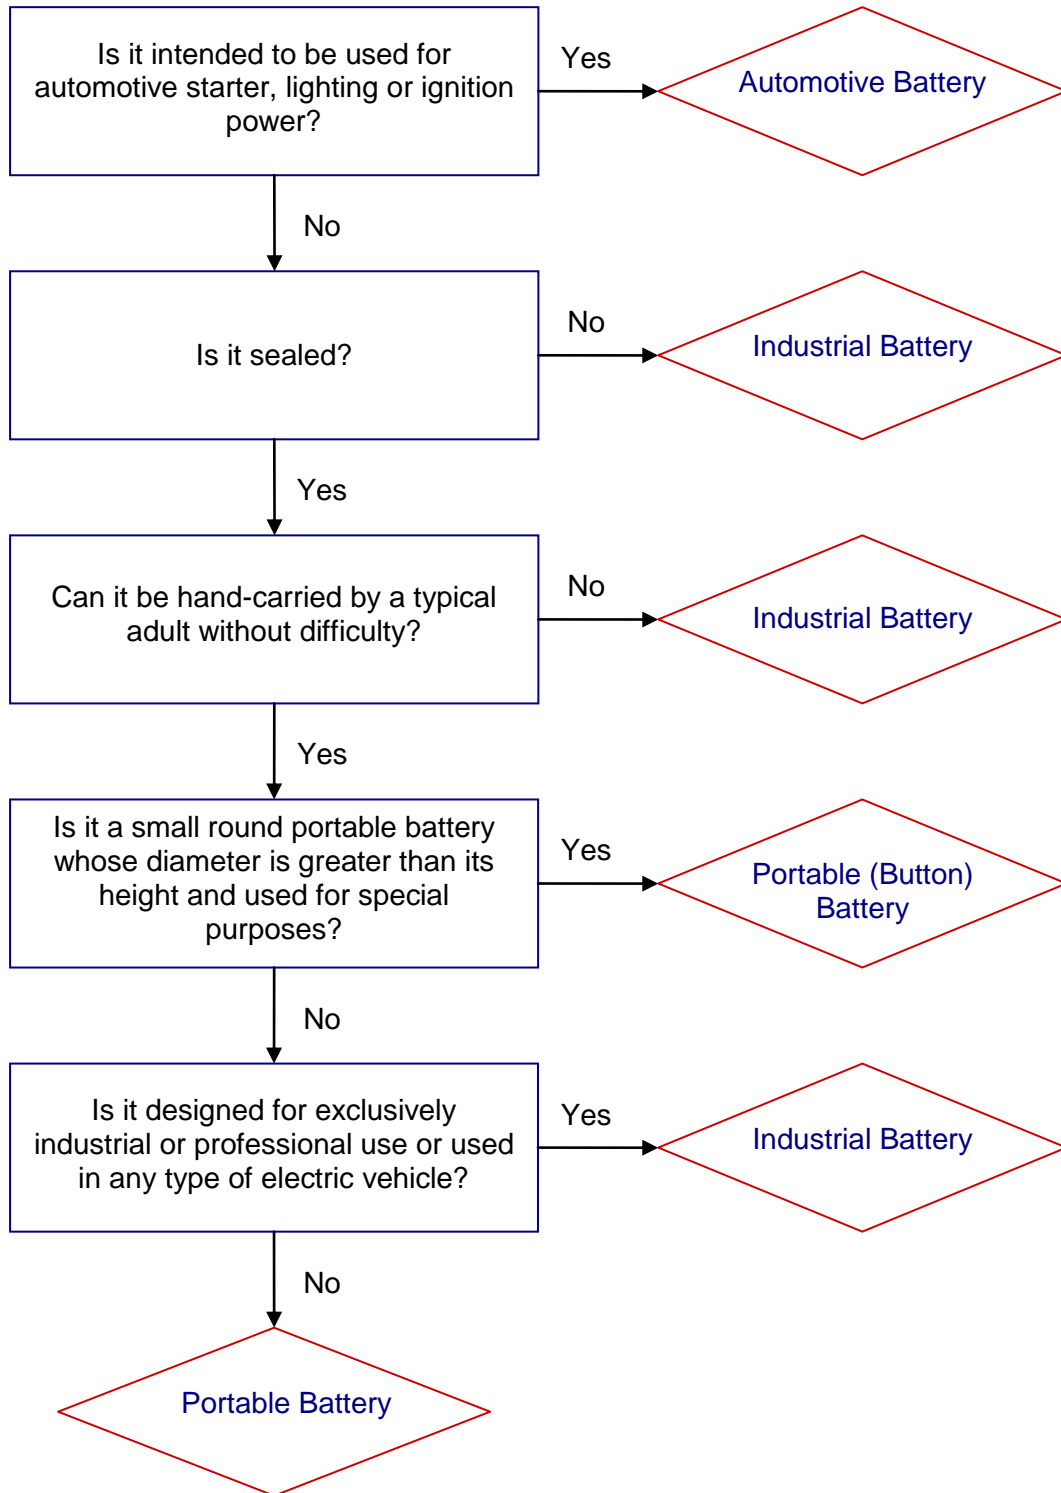 Is it intended to be used for
automotive starter, lighting or ignition
power?
Yes
Automotive Battery
No
Is it sealed?
No
Industrial Battery
Yes
Can it be hand-carried by a typical
adult without difficulty?
No
Industrial Battery
Yes
Is it a small round portable battery
whose diameter is greater than its
height and used for special
purposes?
Yes
Portable (Button)
Battery
No
Is it designed for exclusively
industrial or professional use or used
in any type of electric vehicle?
Yes
Industrial Battery
No
Portable Battery